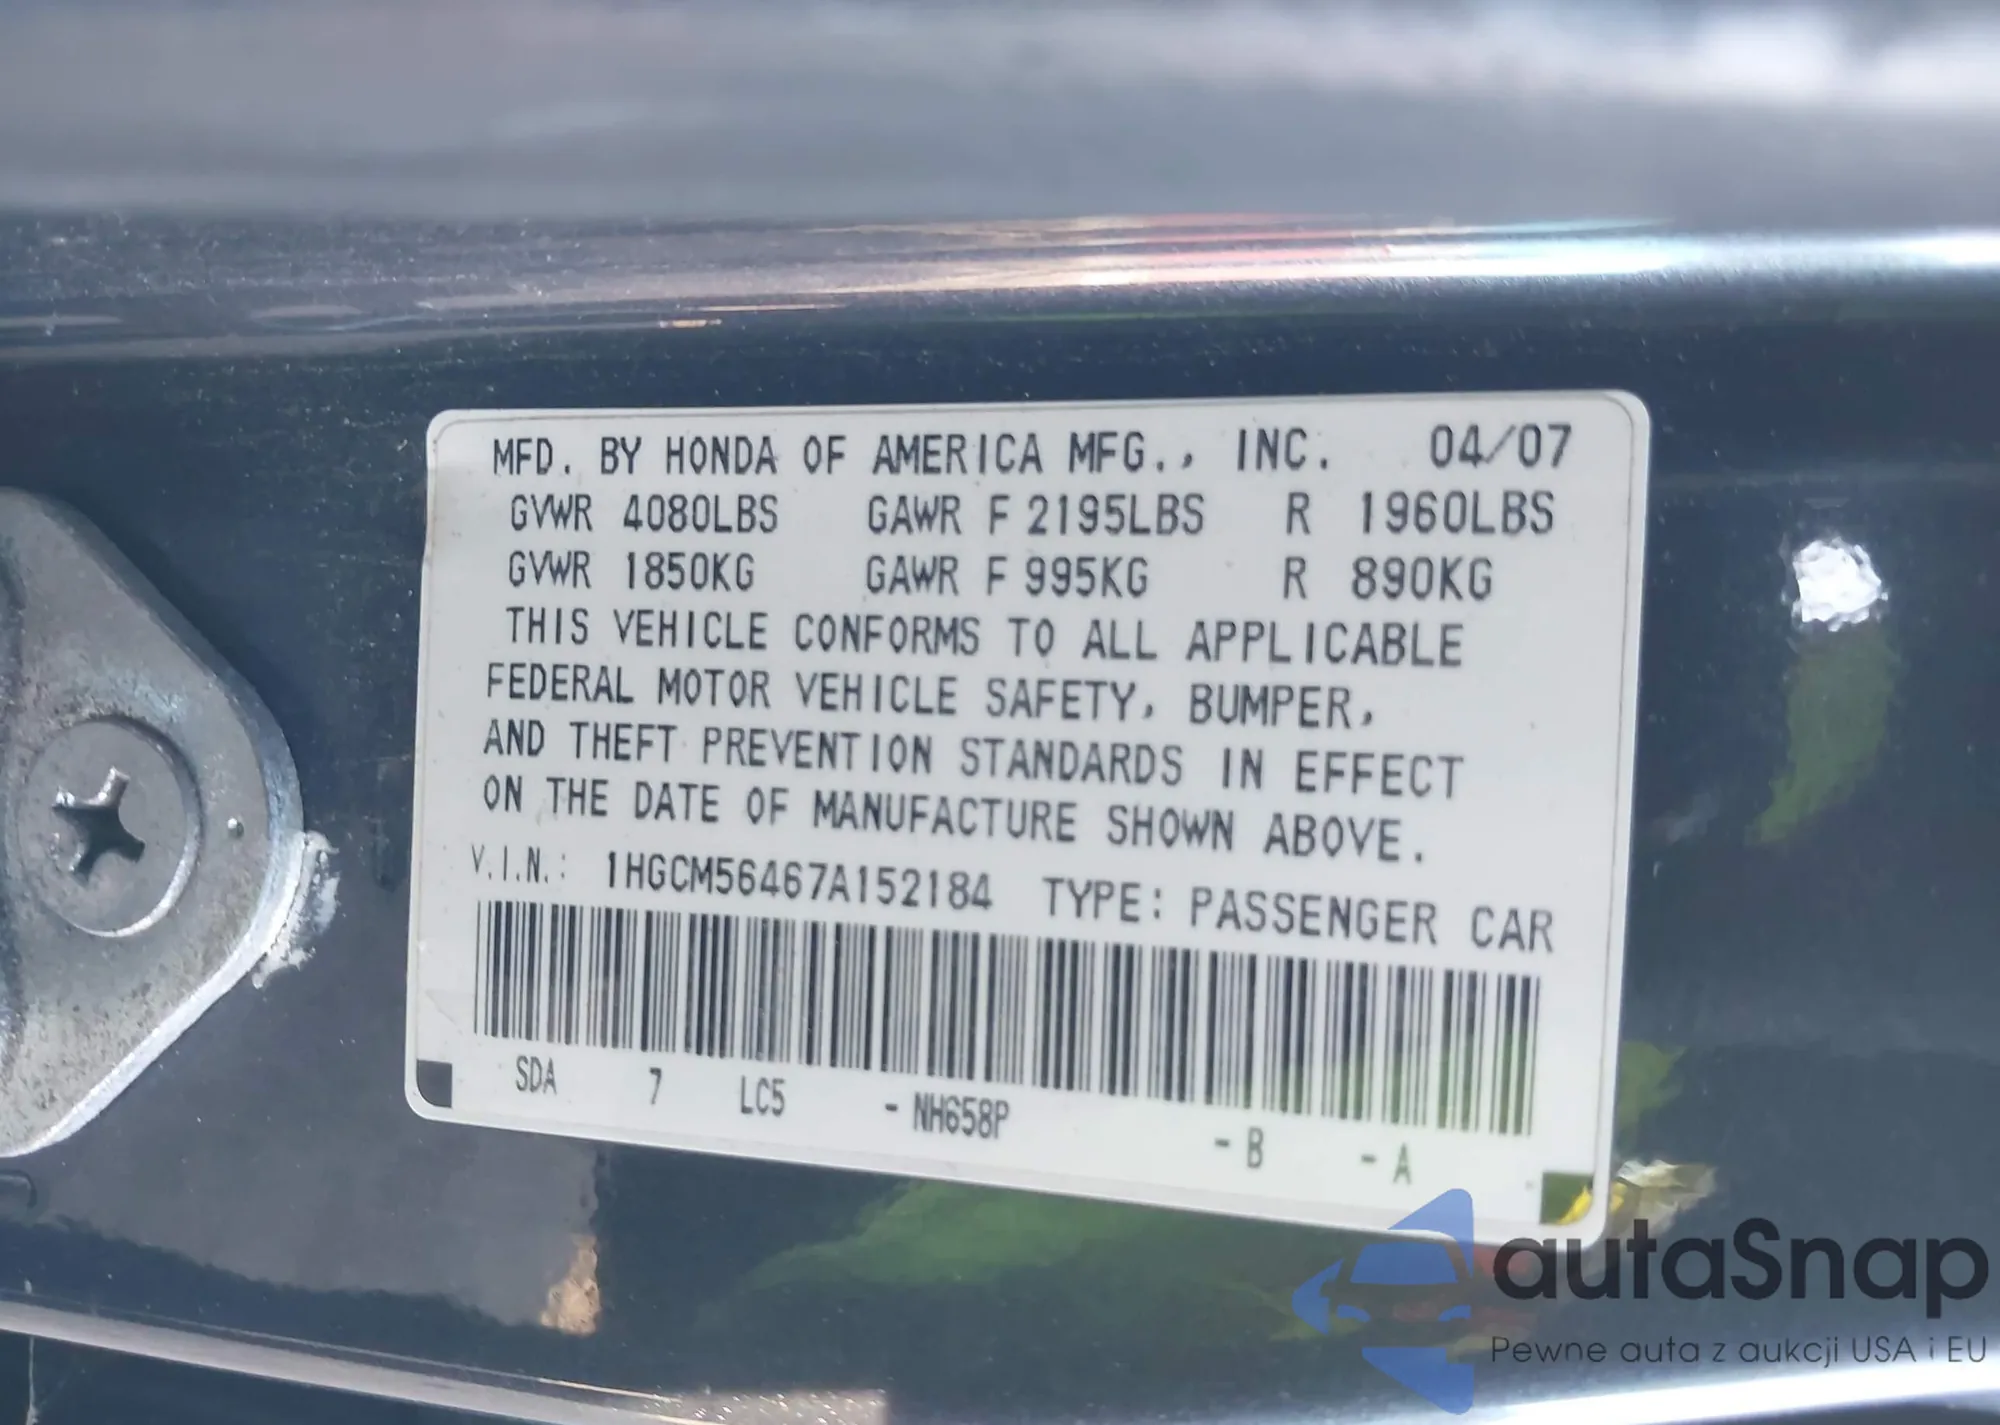 MFD. BY HONDA OF AMERICA MFG., INC. 04/07
GVWR 4080LBS GAWR F 2195LBS R 1960LBS
GVWR 1850KG GAWR F 995KG R 890KG
THIS VEHICLE CONFORMS TO ALL APPLICABLE
FEDERAL MOTOR VEHICLE SAFETY, BUMPER,
AND THEFT PREVENTION STANDARDS IN EFFECT
ON THE DATE OF MANUFACTURE SHOWN ABOVE.
V.I.N.: 1HGCM56467A152184 TYPE: PASSENGER CAR
SDA 7 LC5 - NH658P - B - A
autaSnap
Pewne auta z aukcji USA i EU